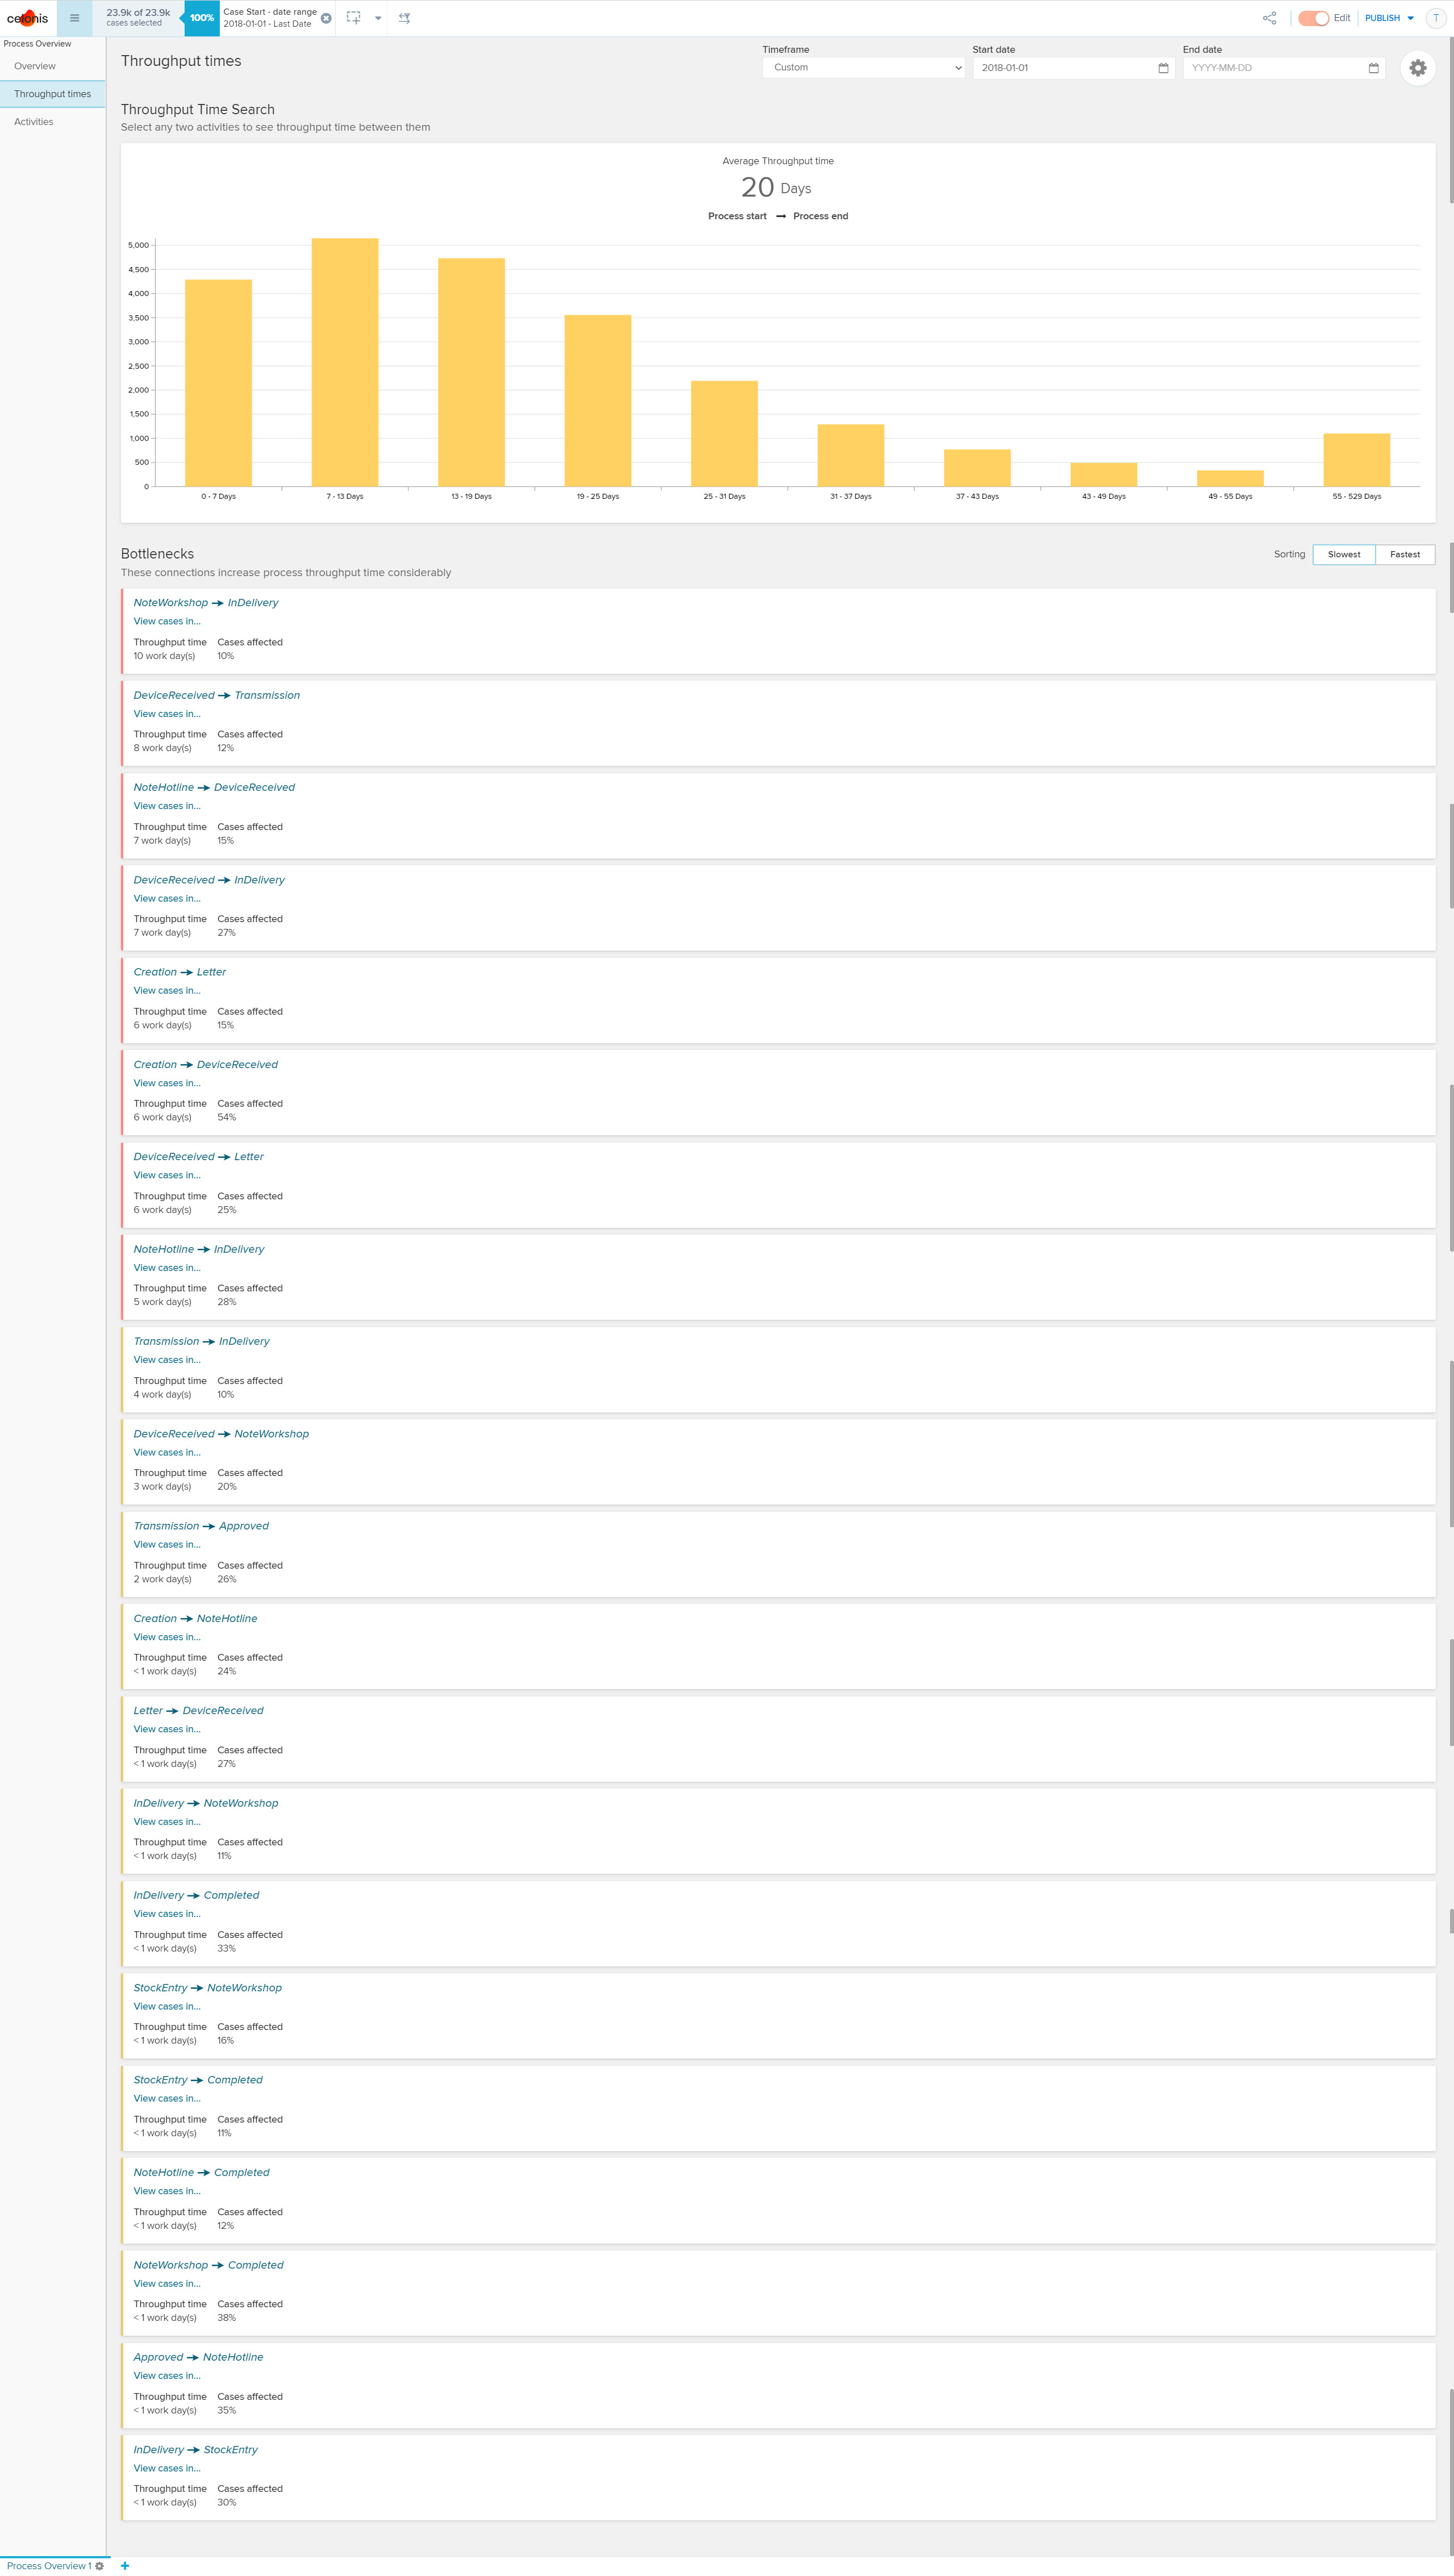 celonis
23.9k of 23.9k
cases selected
100%
Case Start - date range
2018-01-01 - Last Date
Edit
PUBLISH
T
Process Overview
Overview
Throughput times
Activities
Throughput times
Timeframe
Custom
Start date
2018-01-01
End date
YYYY-MM-DD
Throughput Time Search
Select any two activities to see throughput time between them
Average Throughput time
20 Days
Process start → Process end
5,000
4,500
4,000
3,500
3,000
2,500
2,000
1,500
1,000
500
0
0 - 7 Days
7 - 13 Days
13 - 19 Days
19 - 25 Days
25 - 31 Days
31 - 37 Days
37 - 43 Days
43 - 49 Days
49 - 55 Days
55 - 529 Days
Bottlenecks
Sorting Slowest Fastest
These connections increase process throughput time considerably
NoteWorkshop → InDelivery
View cases in...
Throughput time Cases affected
10 work day(s) 10%
DeviceReceived → Transmission
View cases in...
Throughput time Cases affected
8 work day(s) 12%
NoteHotline → DeviceReceived
View cases in...
Throughput time Cases affected
7 work day(s) 15%
DeviceReceived → InDelivery
View cases in...
Throughput time Cases affected
7 work day(s) 27%
Creation → Letter
View cases in...
Throughput time Cases affected
6 work day(s) 15%
Creation → DeviceReceived
View cases in...
Throughput time Cases affected
6 work day(s) 54%
DeviceReceived → Letter
View cases in...
Throughput time Cases affected
6 work day(s) 25%
NoteHotline → InDelivery
View cases in...
Throughput time Cases affected
5 work day(s) 28%
Transmission → InDelivery
View cases in...
Throughput time Cases affected
4 work day(s) 10%
DeviceReceived → NoteWorkshop
View cases in...
Throughput time Cases affected
3 work day(s) 20%
Transmission → Approved
View cases in...
Throughput time Cases affected
2 work day(s) 26%
Creation → NoteHotline
View cases in...
Throughput time Cases affected
< 1 work day(s) 24%
Letter → DeviceReceived
View cases in...
Throughput time Cases affected
< 1 work day(s) 27%
InDelivery → NoteWorkshop
View cases in...
Throughput time Cases affected
< 1 work day(s) 11%
InDelivery → Completed
View cases in...
Throughput time Cases affected
< 1 work day(s) 33%
StockEntry → NoteWorkshop
View cases in...
Throughput time Cases affected
< 1 work day(s) 16%
StockEntry → Completed
View cases in...
Throughput time Cases affected
< 1 work day(s) 11%
NoteHotline → Completed
View cases in...
Throughput time Cases affected
< 1 work day(s) 12%
NoteWorkshop → Completed
View cases in...
Throughput time Cases affected
< 1 work day(s) 38%
Approved → NoteHotline
View cases in...
Throughput time Cases affected
< 1 work day(s) 35%
InDelivery → StockEntry
View cases in...
Throughput time Cases affected
< 1 work day(s) 30%
Process Overview 1